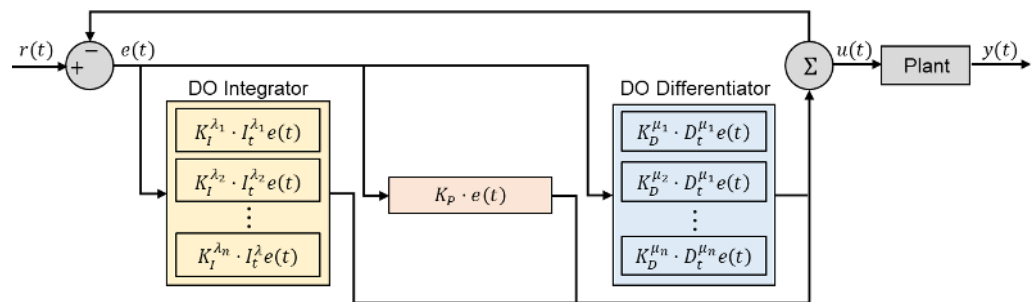 r(t)
−
+
e(t)
Σ
u(t)
Plant
y(t)
DO Integrator
K_I^{λ_1} · I_t^{λ_1} e(t)
K_I^{λ_2} · I_t^{λ_2} e(t)
⋮
K_I^{λ_n} · I_t^{λ} e(t)
K_P · e(t)
DO Differentiator
K_D^{μ_1} · D_t^{μ_1} e(t)
K_D^{μ_2} · D_t^{μ_1} e(t)
⋮
K_D^{μ_n} · D_t^{μ_n} e(t)